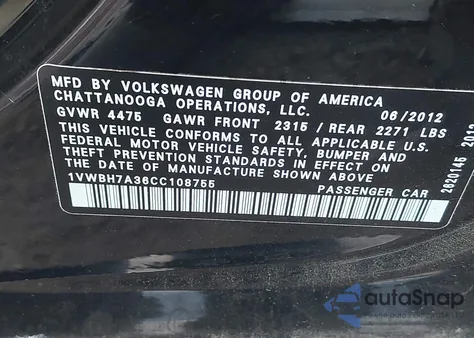 MFD BY VOLKSWAGEN GROUP OF AMERICA
CHATTANOOGA OPERATIONS, LLC. 06/2012
GVWR 4475 GAWR FRONT 2315 / REAR 2271 LBS
THIS VEHICLE CONFORMS TO ALL APPLICABLE U.S.
FEDERAL MOTOR VEHICLE SAFETY, BUMPER AND
THEFT PREVENTION STANDARDS IN EFFECT ON
THE DATE OF MANUFACTURE SHOWN ABOVE
1VWBH7A36CC108755 PASSENGER CAR
2620145
autoSnap